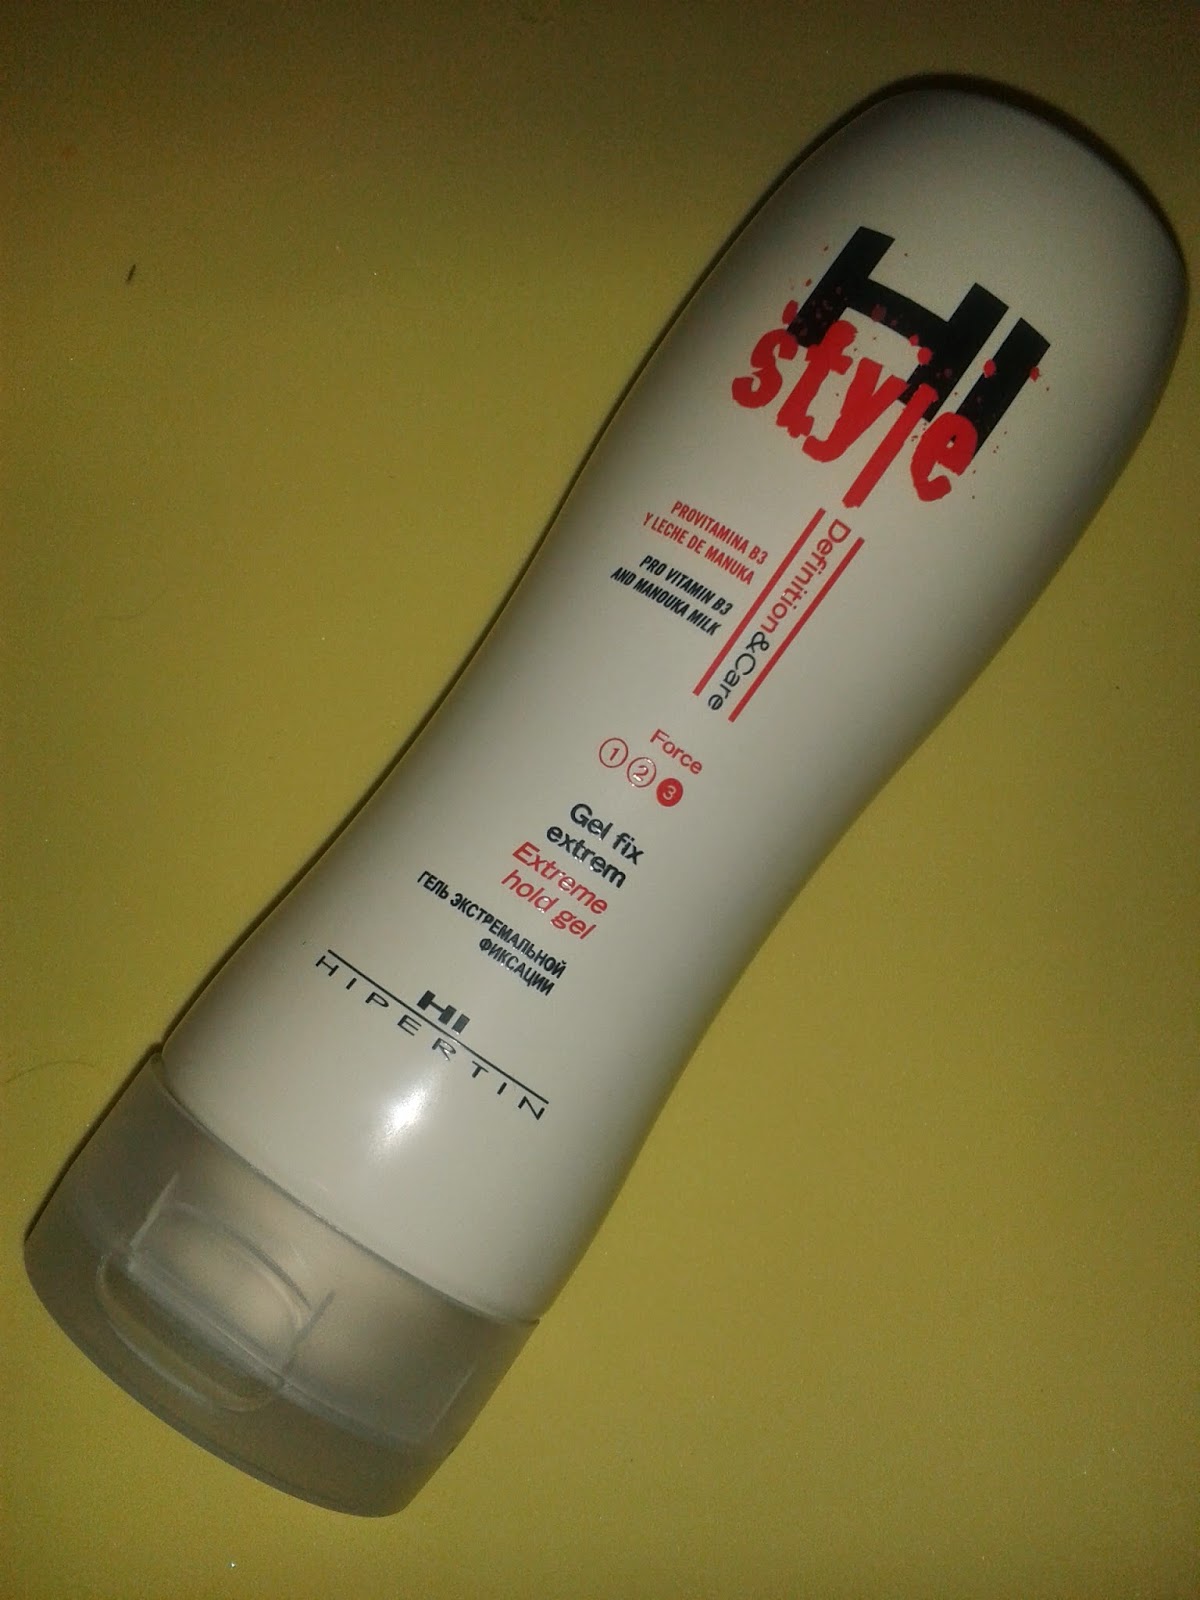 HI
style
Definition&Care
PROVITAMINA B3
Y LECHE DE MANUKA
PRO VITAMIN B3
AND MANOUKA MILK
Force
1 2 3
Gel fix
extrem
Extreme
hold gel
ГЕЛЬ ЭКСТРЕМАЛЬНОЙ
ФИКСАЦИИ
HI
HIPERTIN